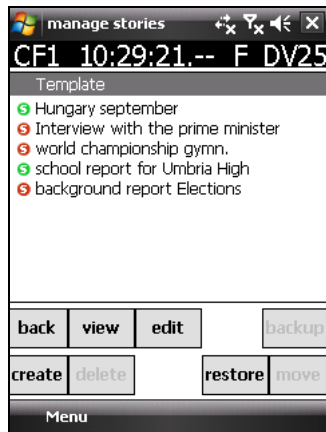 manage stories
CF1 10:29:21.-- F DV25
Template
Hungary september
Interview with the prime minister
world championship gymn.
school report for Umbria High
background report Elections
back view edit backup
create delete restore move
Menu